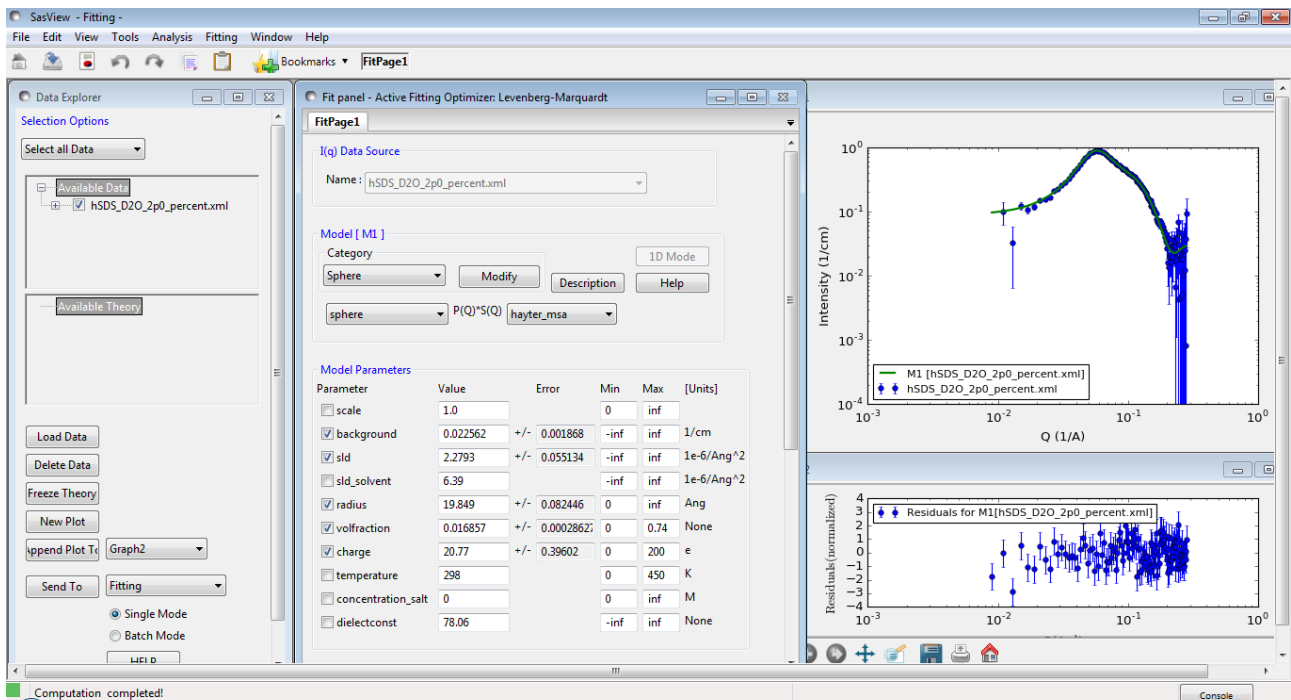 SasView - Fitting -
File Edit View Tools Analysis Fitting Window Help
Bookmarks FitPage1
Data Explorer
Selection Options
Select all Data
Available Data
hSDS_D2O_2p0_percent.xml
Available Theory
Load Data
Delete Data
Freeze Theory
New Plot
Append Plot To Graph2
Send To Fitting
Single Mode
Batch Mode
HELP
Fit panel - Active Fitting Optimizer: Levenberg-Marquardt
FitPage1
I(q) Data Source
Name : hSDS_D2O_2p0_percent.xml
Model [ M1 ]
Category
1D Mode
Sphere Modify Description Help
sphere P(Q)*S(Q) hayter_msa
Model Parameters
Parameter Value Error Min Max [Units]
scale 1.0 0 inf
background 0.022562 +/- 0.001868 -inf inf 1/cm
sld 2.2793 +/- 0.055134 -inf inf 1e-6/Ang^2
sld_solvent 6.39 -inf inf 1e-6/Ang^2
radius 19.849 +/- 0.082446 0 inf Ang
volfraction 0.016857 +/- 0.00028627 0 0.74 None
charge 20.77 +/- 0.39602 0 200 e
temperature 298 0 450 K
concentration_salt 0 0 inf M
dielectconst 78.06 -inf inf None
10^0
10^-1
10^-2
10^-3
10^-4
Intensity (1/cm)
M1 [hSDS_D2O_2p0_percent.xml]
hSDS_D2O_2p0_percent.xml
10^-3 10^-2 10^-1 10^0
Q (1/A)
4
3
2
1
0
−1
−2
−3
−4
Residuals(normalized)
Residuals for M1[hSDS_D2O_2p0_percent.xml]
10^-3 10^-2 10^-1 10^0
Computation completed!
Console